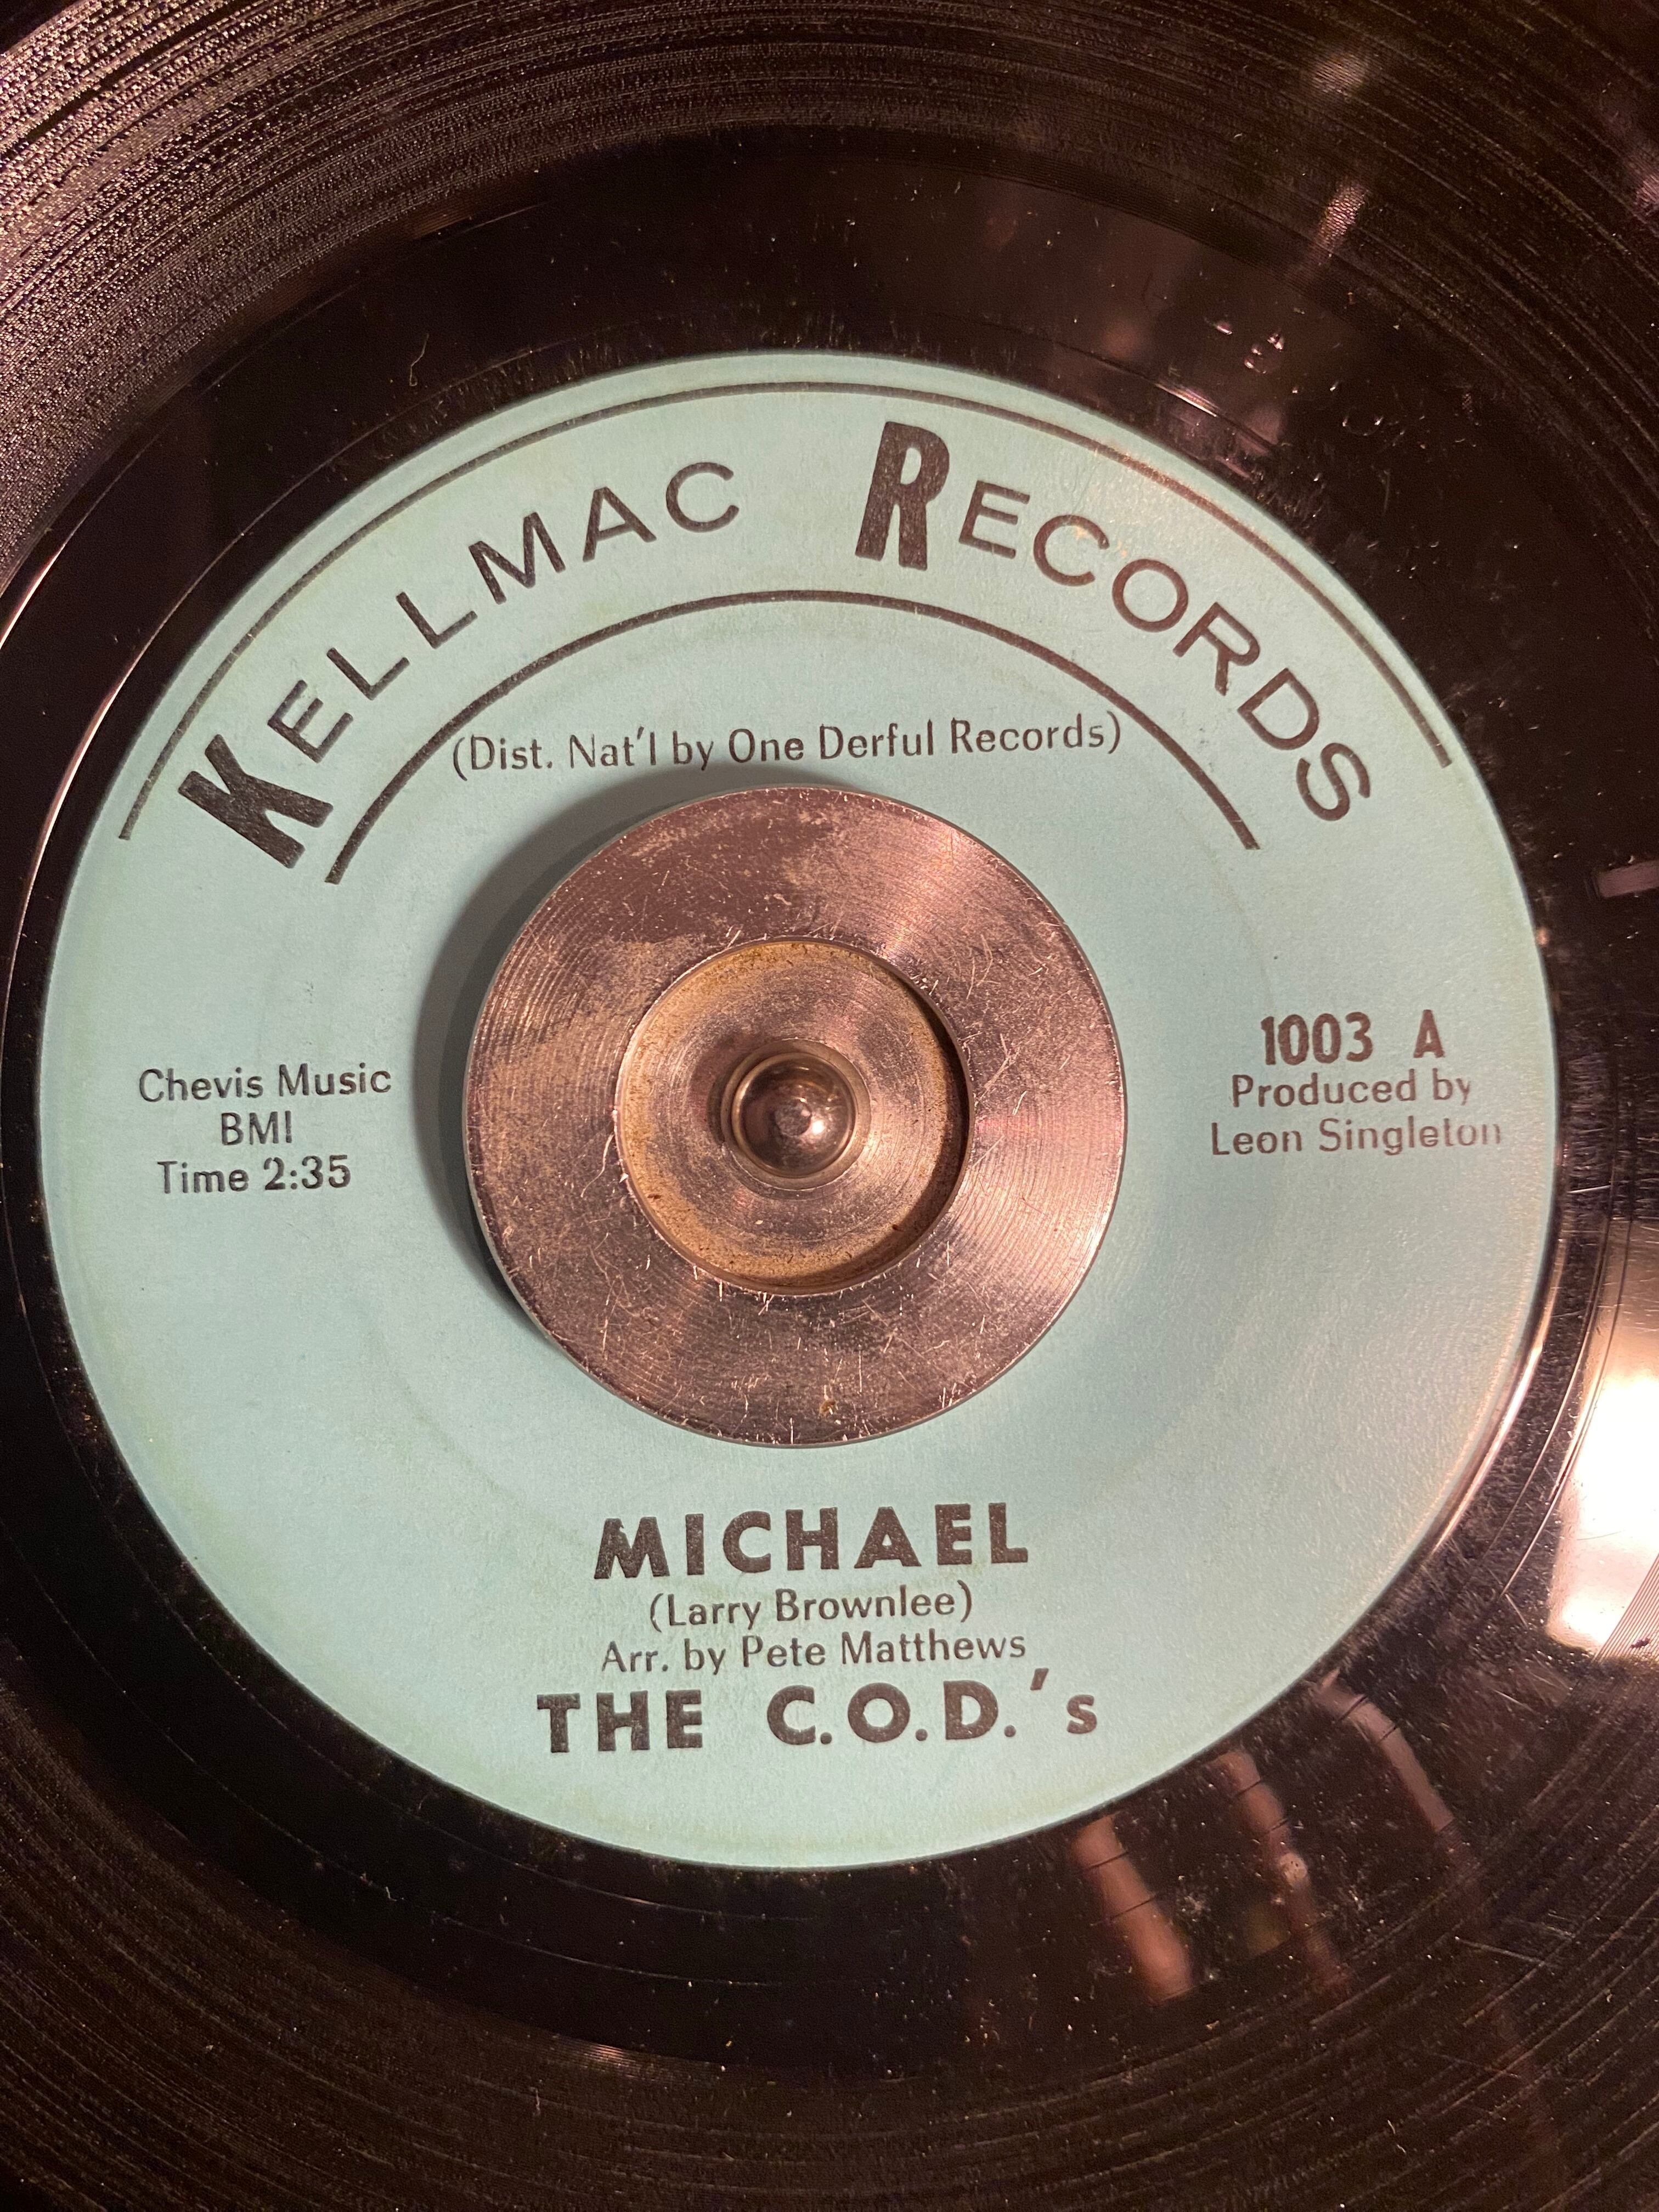 KELLMAC RECORDS
(Dist. Nat'l by One Derful Records)
Chevis Music
BMI
Time 2:35
1003 A
Produced by
Leon Singleton
MICHAEL
(Larry Brownlee)
Arr. by Pete Matthews
THE C.O.D.'s